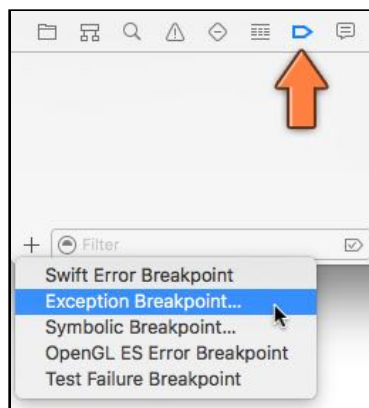 Filter
Swift Error Breakpoint
Exception Breakpoint...
Symbolic Breakpoint...
OpenGL ES Error Breakpoint
Test Failure Breakpoint